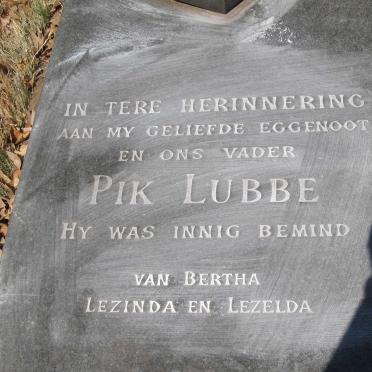 IN TERE HERINNERING
AAN MY GELIEFDE EGGENOOT
EN ONS VADER
PIK LUBBE
HY WAS INNIG BEMIND
VAN BERTHA
LEZINDA EN LEZELDA